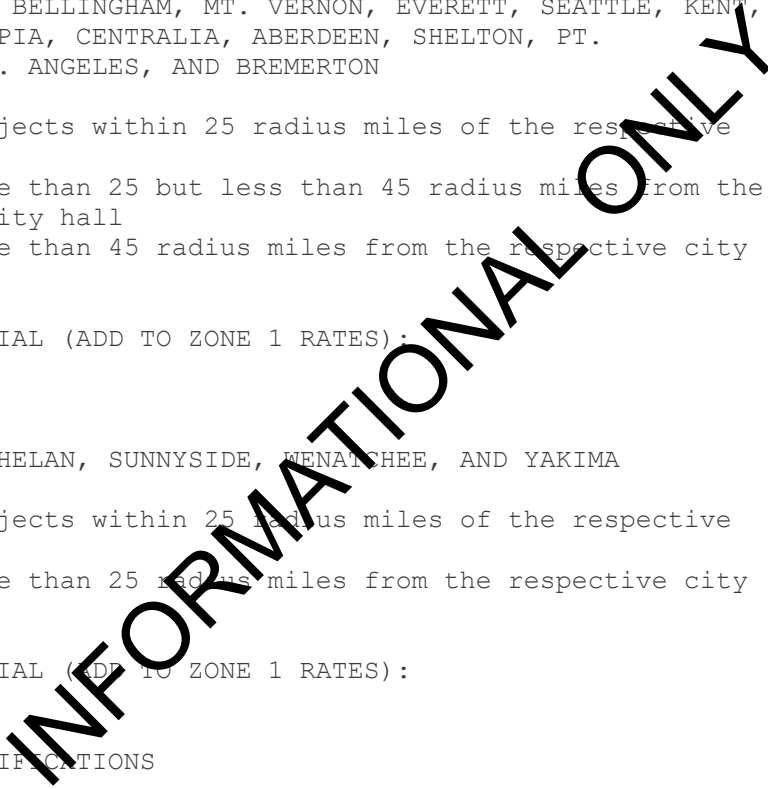 BELLINGHAM, MT. VERNON, EVERETT, SEATTLE, KENT,
PIA, CENTRALIA, ABERDEEN, SHELTON, PT.
. ANGELES, AND BREMERTON
jects within 25 radius miles of the respective
e than 25 but less than 45 radius miles from the
ity hall
e than 45 radius miles from the respective city
IAL (ADD TO ZONE 1 RATES):
HELAN, SUNNYSIDE, WENATCHEE, AND YAKIMA
jects within 25 radius miles of the respective
e than 25 radius miles from the respective city
IAL (ADD TO ZONE 1 RATES):
IFICATIONS
INFORMATIONAL ONLY